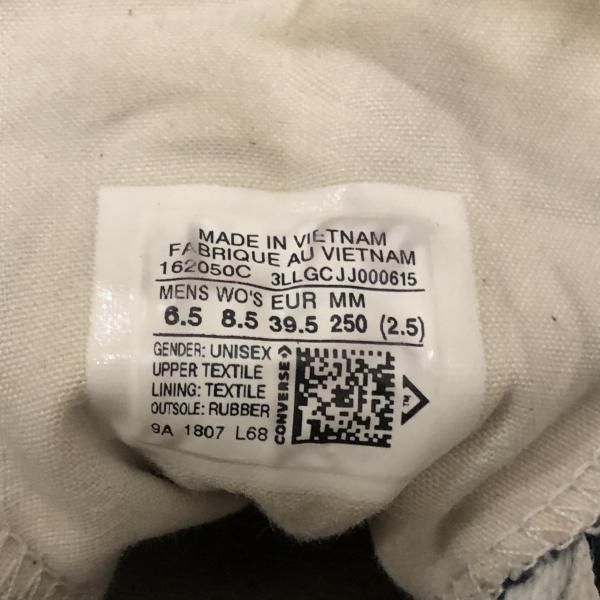 MADE IN VIETNAM
FABRIQUE AU VIETNAM
162050C 3LLGCJJ000615
MENS WO'S EUR MM
6.5 8.5 39.5 250 (2.5)
GENDER: UNISEX
UPPER TEXTILE
LINING: TEXTILE
OUTSOLE: RUBBER
9A 1807 L68
CONVERSE
TM